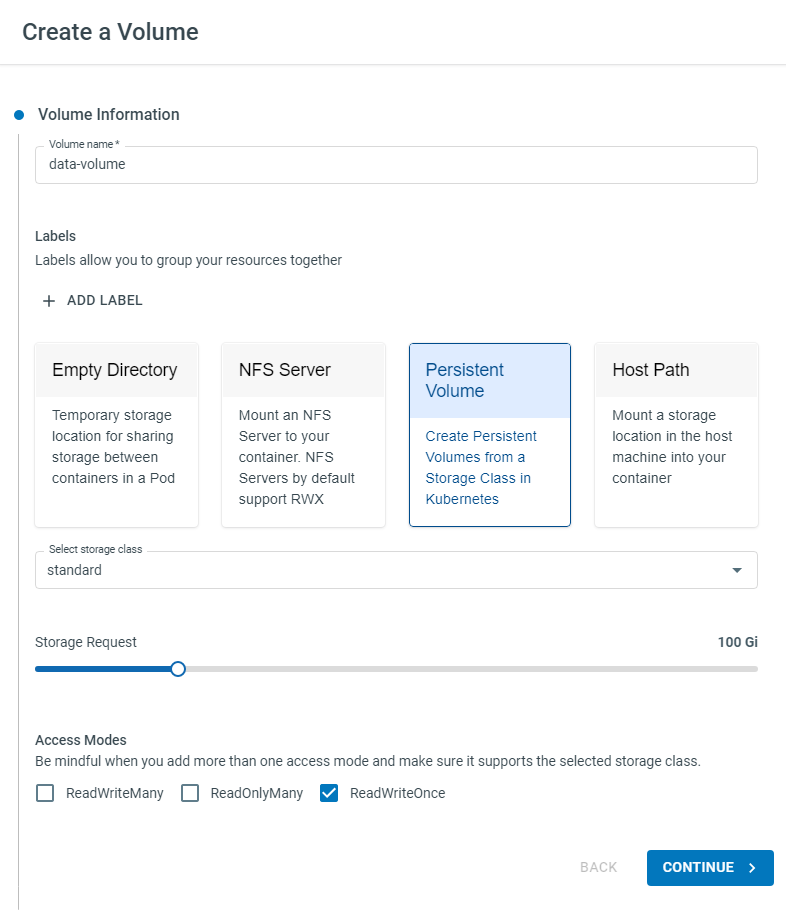 Create a Volume
Volume Information
Volume name *
data-volume
Labels
Labels allow you to group your resources together
+ ADD LABEL
Empty Directory
Temporary storage
location for sharing
storage between
containers in a Pod
NFS Server
Mount an NFS
Server to your
container. NFS
Servers by default
support RWX
Persistent
Volume
Create Persistent
Volumes from a
Storage Class in
Kubernetes
Host Path
Mount a storage
location in the host
machine into your
container
Select storage class
standard
Storage Request 100 Gi
Access Modes
Be mindful when you add more than one access mode and make sure it supports the selected storage class.
ReadWriteMany ReadOnlyMany ReadWriteOnce
BACK CONTINUE